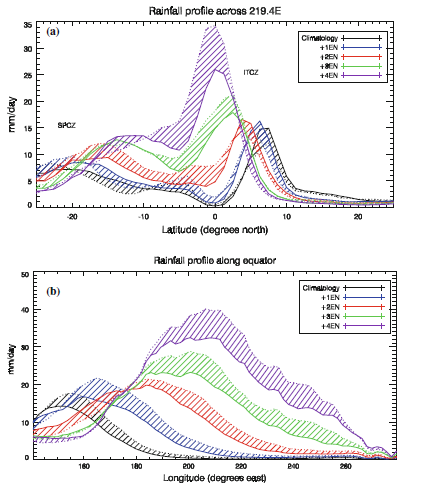 Rainfall profile across 219.4E
(a)
Climatology
+1EN
+2EN
+3EN
+4EN
ITCZ
SPCZ
mm/day
35
30
25
20
15
10
5
0
-20 -10 0 10 20
Latitude (degrees north)
Rainfall profile along equator
(b)
Climatology
+1EN
+2EN
+3EN
+4EN
mm/day
50
40
30
20
10
0
160 180 200 220 240 260
Longitude (degrees east)